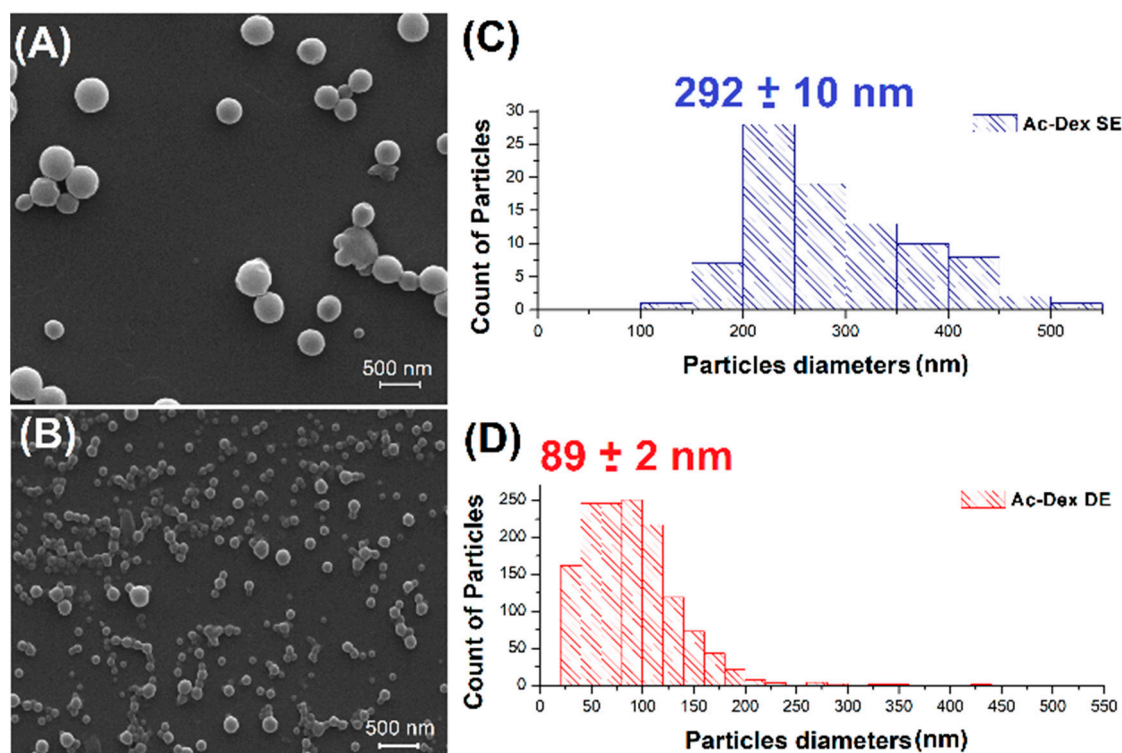 (A)
500 nm
(B)
500 nm
(C)
292 ± 10 nm
Ac-Dex SE
Count of Particles
30
25
20
15
10
5
0
0 100 200 300 400 500
Particles diameters (nm)
(D)
89 ± 2 nm
Ac-Dex DE
Count of Particles
250
200
150
100
50
0
0 50 100 150 200 250 300 350 400 450 500 550
Particles diameters (nm)